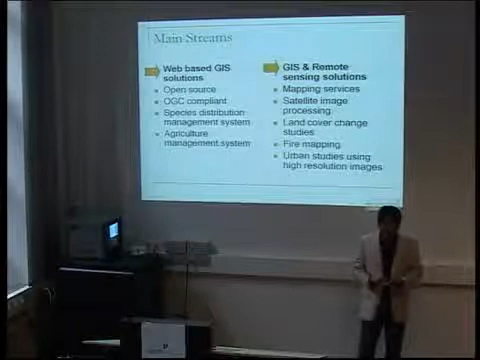 Main Streams
Web based GIS
solutions
Open source
OGC compliant
Species distribution
management system
Agriculture
management system
GIS & Remote
sensing solutions
Mapping services
Satellite image
processing
Land cover change
studies
Fire mapping
Urban studies using
high resolution images